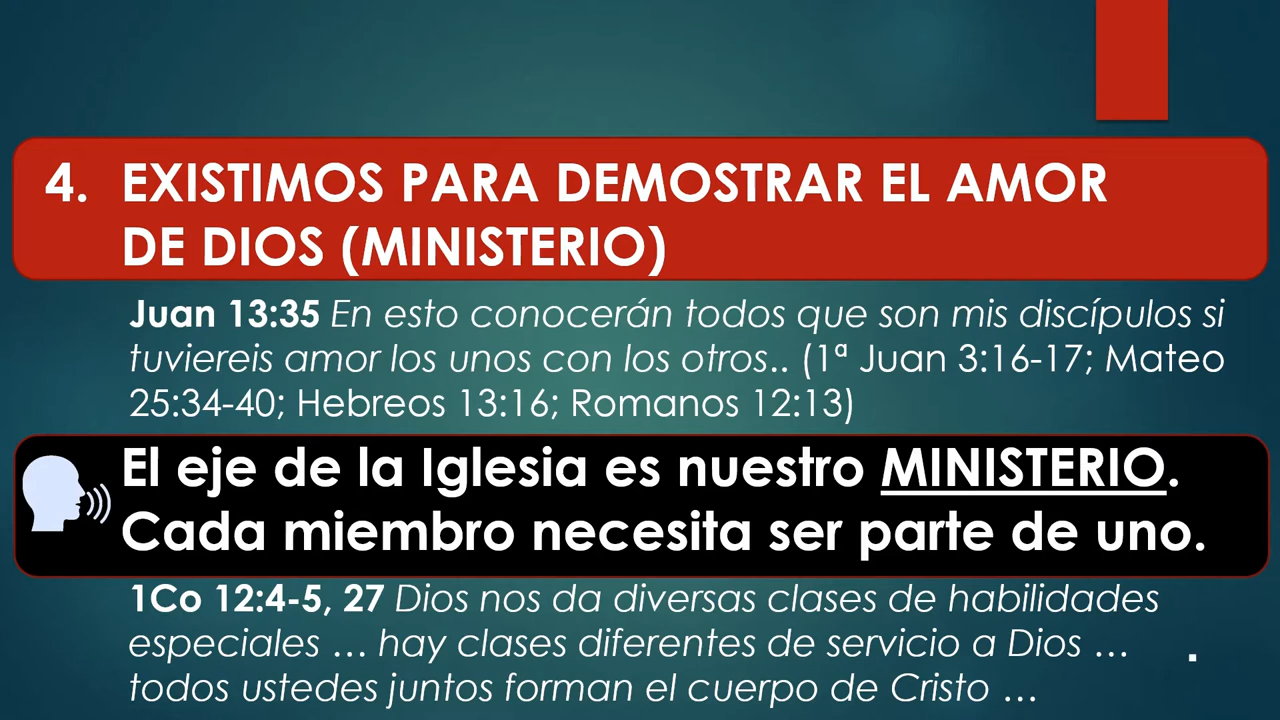 4. EXISTIMOS PARA DEMOSTRAR EL AMOR
DE DIOS (MINISTERIO)
Juan 13:35 En esto conocerán todos que son mis discípulos si
tuviereis amor los unos con los otros.. (1ª Juan 3:16-17; Mateo
25:34-40; Hebreos 13:16; Romanos 12:13)
El eje de la Iglesia es nuestro MINISTERIO.
Cada miembro necesita ser parte de uno.
1Co 12:4-5, 27 Dios nos da diversas clases de habilidades
especiales … hay clases diferentes de servicio a Dios … .
todos ustedes juntos forman el cuerpo de Cristo …